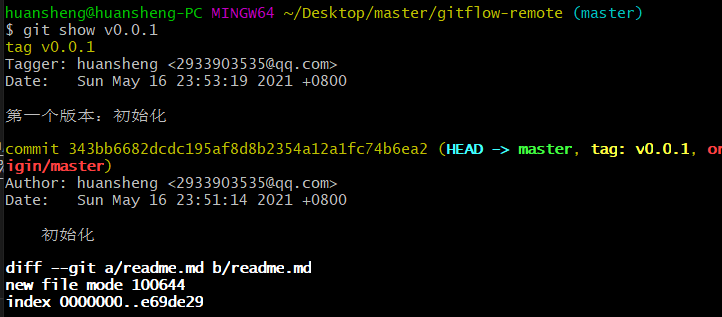 huansheng@huansheng-PC MINGW64 ~/Desktop/master/gitflow-remote (master)
$ git show v0.0.1
tag v0.0.1
Tagger: huansheng <2933903535@qq.com>
Date:   Sun May 16 23:53:19 2021 +0800
第一个版本：初始化
commit 343bb6682dcdc195af8d8b2354a12a1fc74b6ea2 (HEAD -> master, tag: v0.0.1, or
igin/master)
Author: huansheng <2933903535@qq.com>
Date:   Sun May 16 23:51:14 2021 +0800
初始化
diff --git a/readme.md b/readme.md
new file mode 100644
index 0000000..e69de29